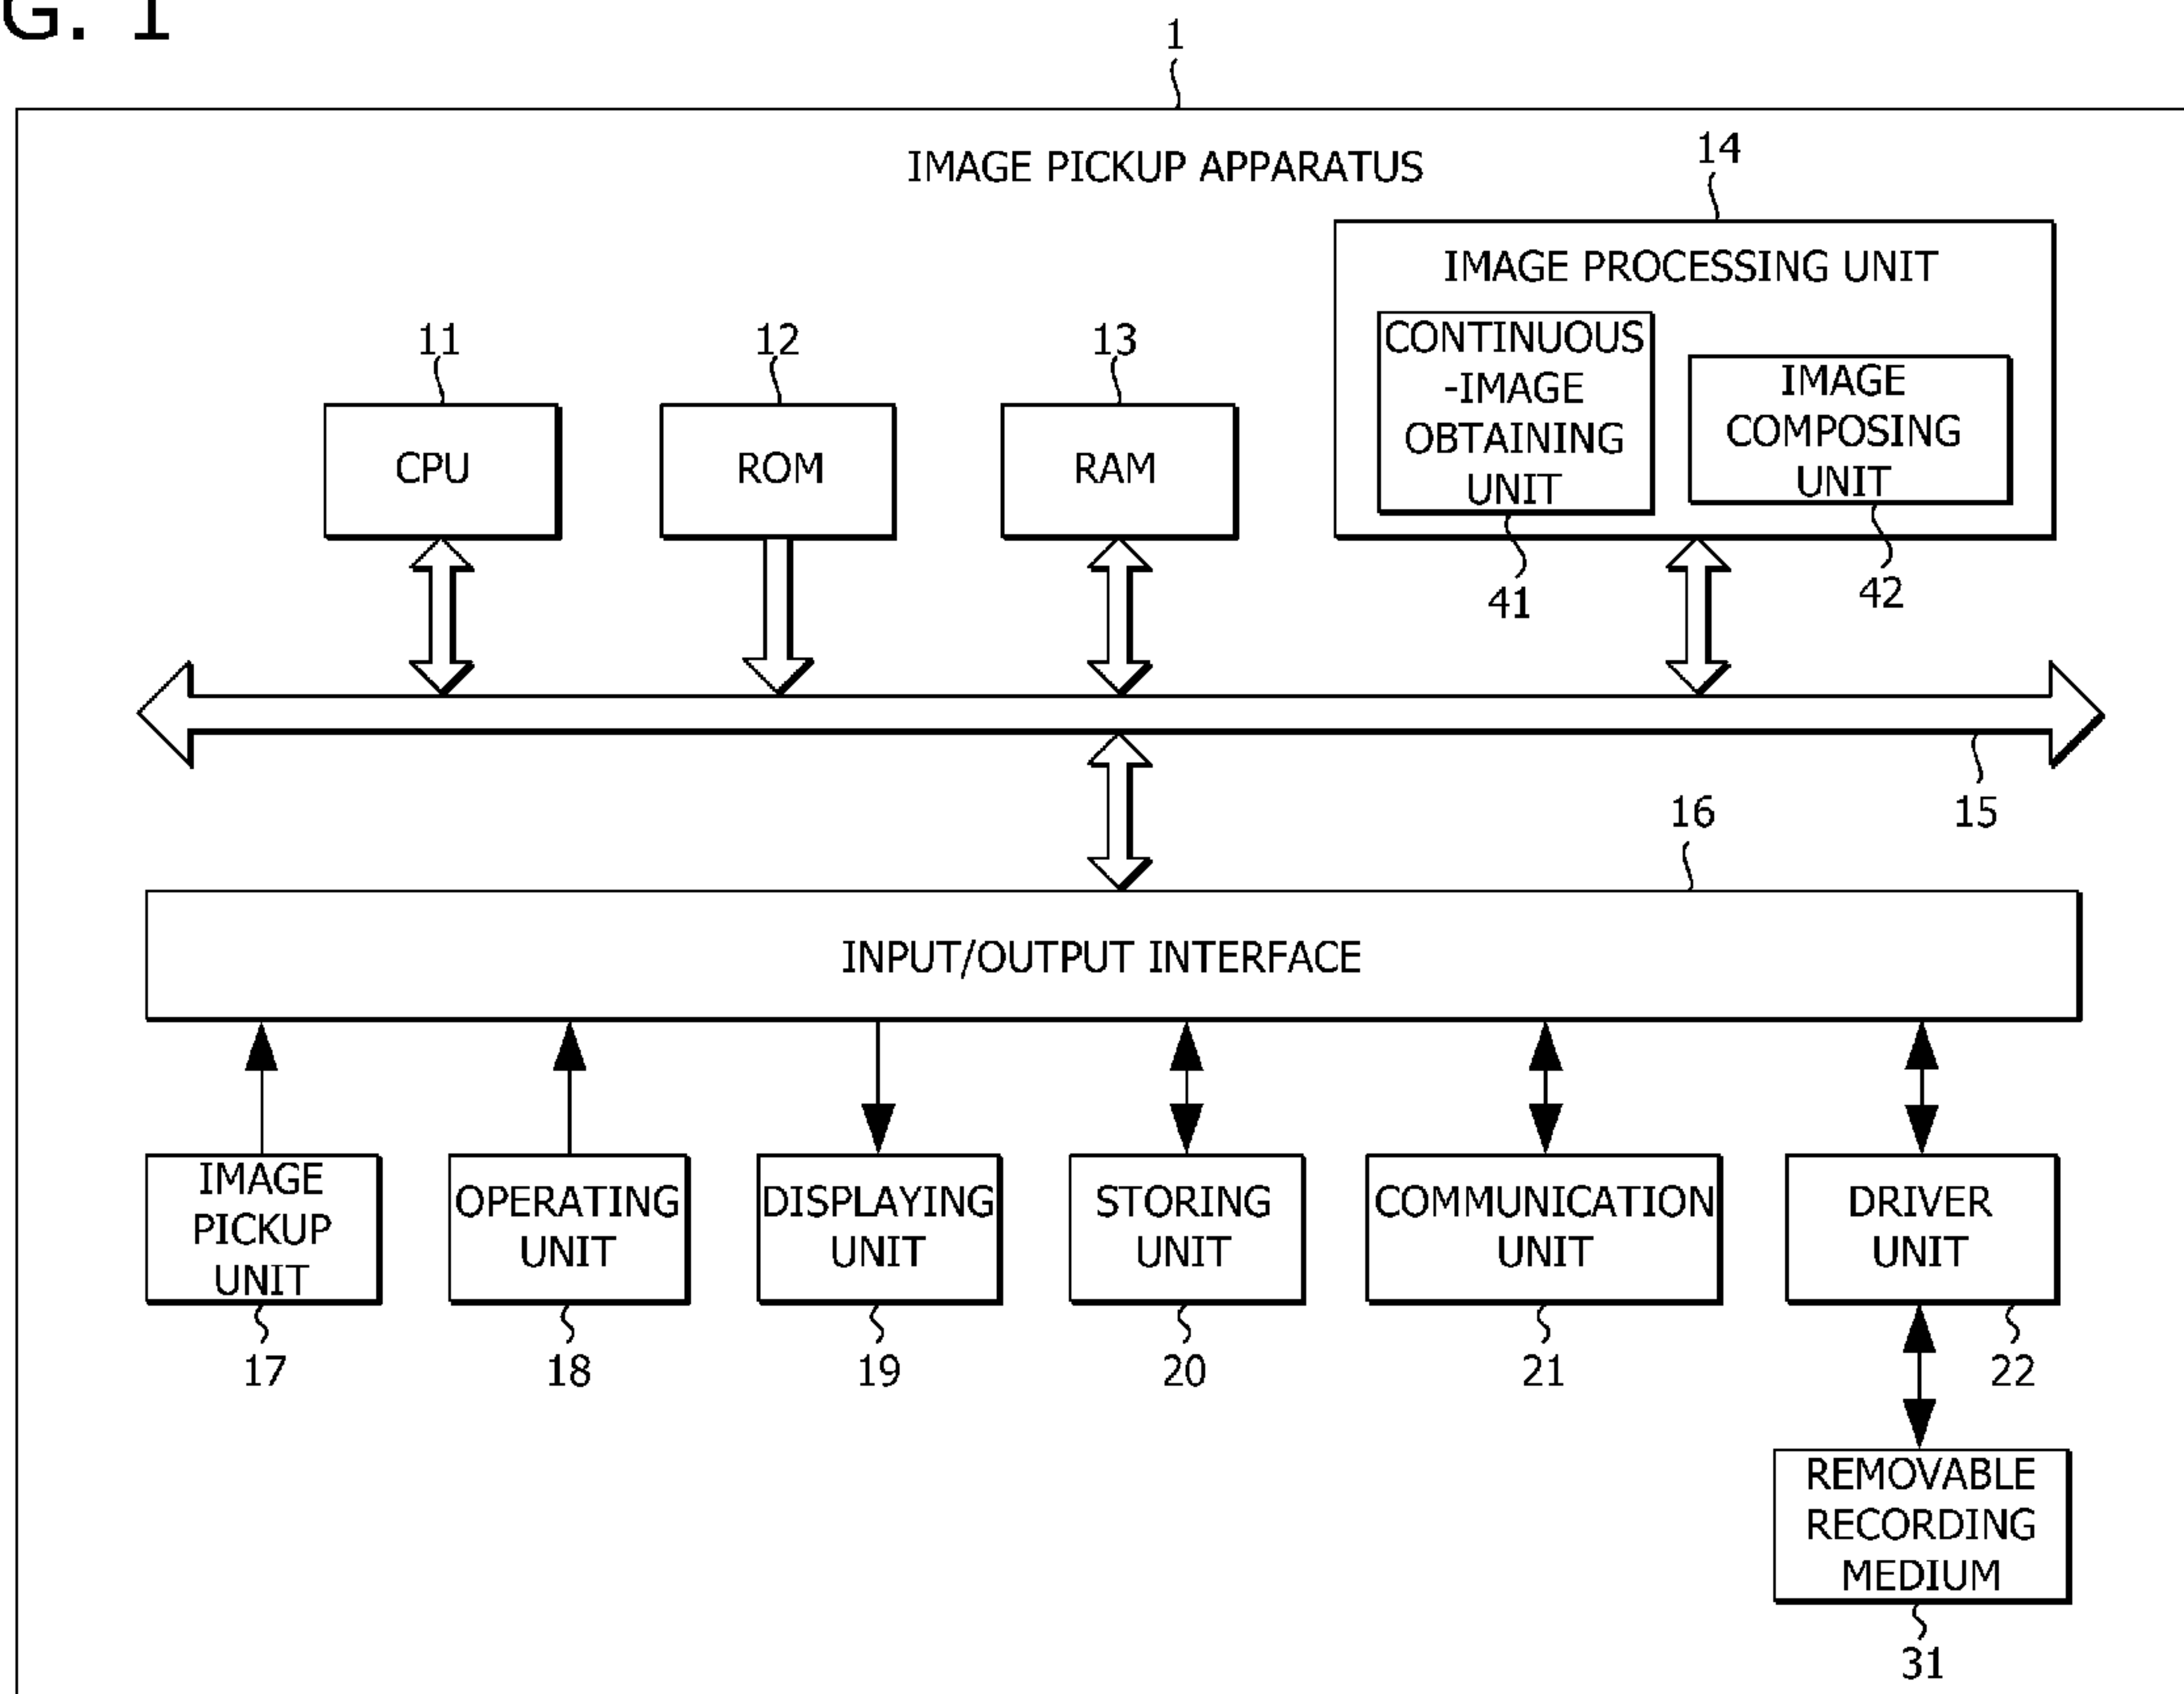 G. 1
1
IMAGE PICKUP APPARATUS
14
IMAGE PROCESSING UNIT
11
12
13
CONTINUOUS
-IMAGE
OBTAINING
UNIT
IMAGE
COMPOSING
UNIT
CPU
ROM
RAM
41
42
15
16
INPUT/OUTPUT INTERFACE
IMAGE
PICKUP
UNIT
OPERATING
UNIT
DISPLAYING
UNIT
STORING
UNIT
COMMUNICATION
UNIT
DRIVER
UNIT
17
18
19
20
21
22
REMOVABLE
RECORDING
MEDIUM
31